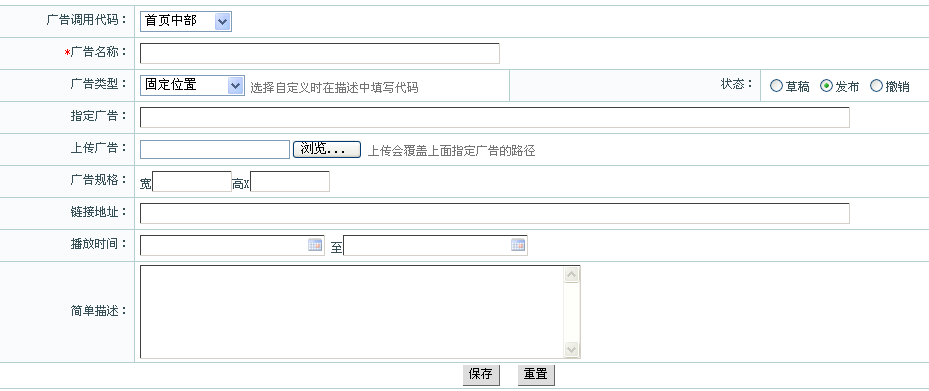 广告调用代码： 首页中部
*广告名称：
广告类型： 固定位置 选择自定义时在描述中填写代码 状态： 草稿 发布 撤销
指定广告：
上传广告： 浏览... 上传会覆盖上面指定广告的路径
广告规格： 宽 高X
链接地址：
播放时间： 至
简单描述：
保存 重置